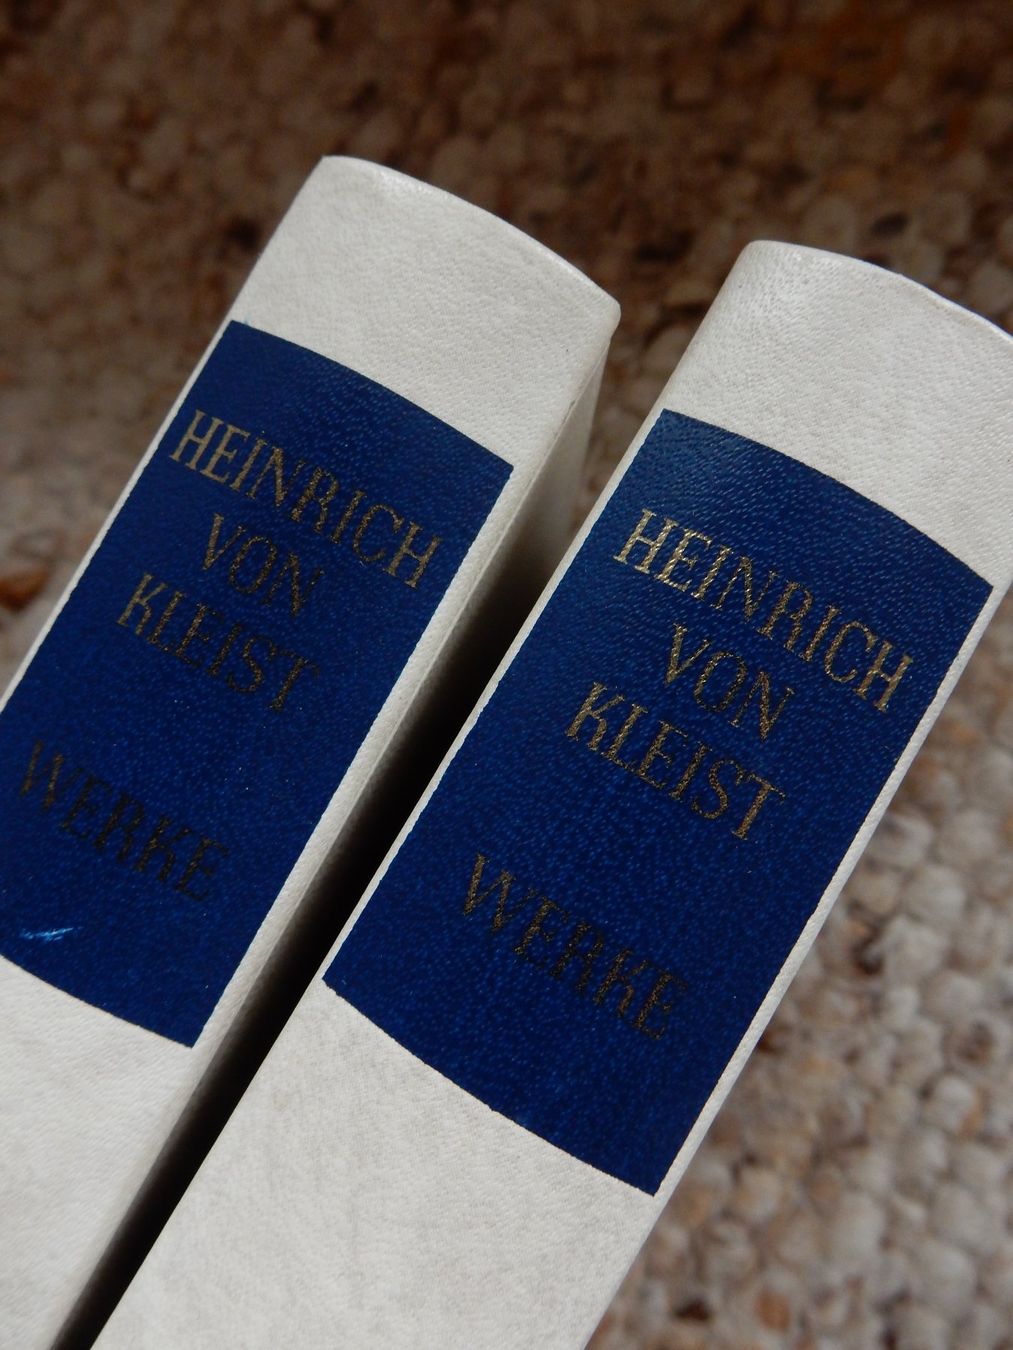 HEINRICH
VON
KLEIST
WERKE
HEINRICH
VON
KLEIST
WERKE